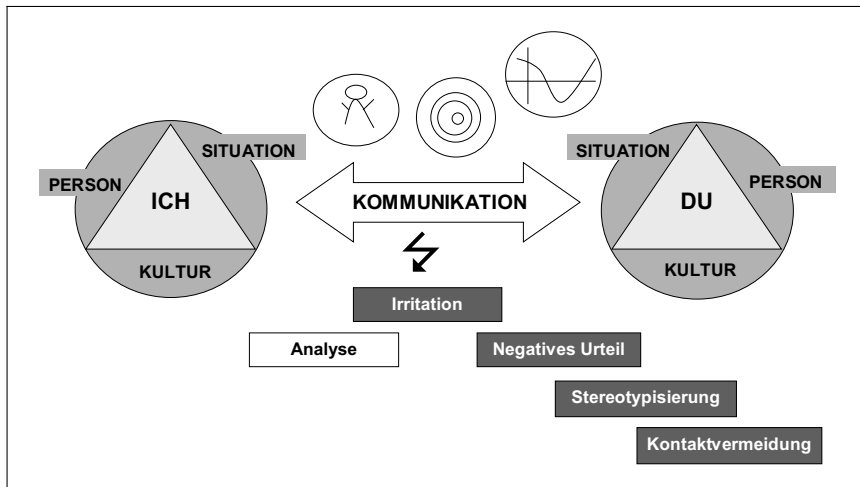 SITUATION
PERSON
ICH
KULTUR
KOMMUNIKATION
SITUATION
PERSON
DU
KULTUR
Irritation
Analyse
Negatives Urteil
Stereotypisierung
Kontaktvermeidung